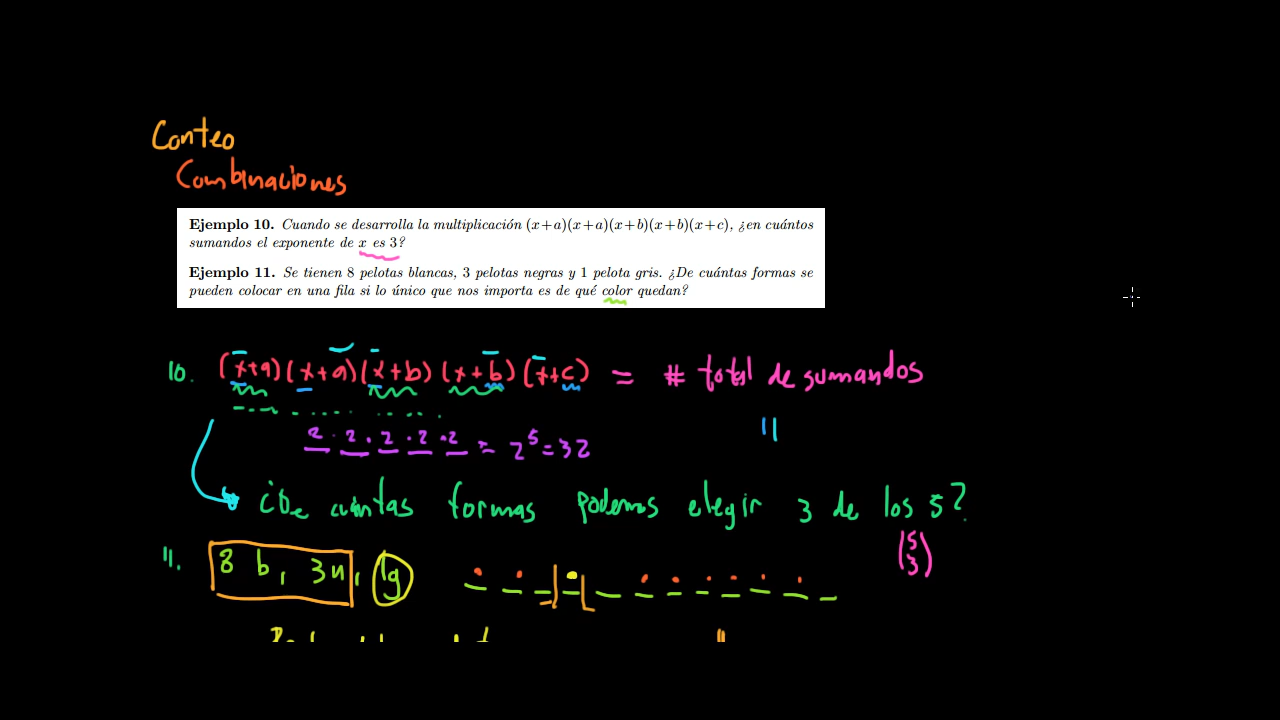 Conteo
Combinaciones
Ejemplo 10. Cuando se desarrolla la multiplicación (x+a)(x+a)(x+b)(x+b)(x+c), ¿en cuántos
sumandos el exponente de x es 3?
Ejemplo 11. Se tienen 8 pelotas blancas, 3 pelotas negras y 1 pelota gris. ¿De cuántas formas se
pueden colocar en una fila si lo único que nos importa es de qué color quedan?
10. (x+a)(x+a)(x+b)(x+b)(x+c) = # total de sumandos
2 · 2 · 2 · 2 · 2 = 2^5 = 32
¿De cuántas formas podemos elegir 3 de los 5?
(5
3)
11. 8 b, 3n, 1g